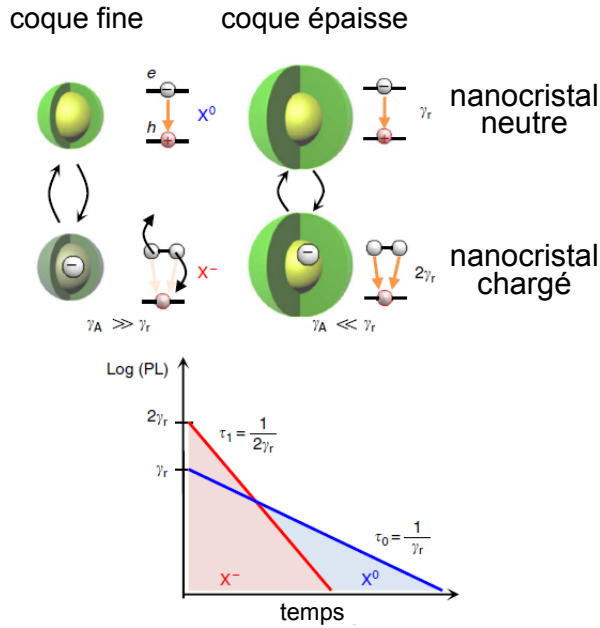 coque fine coque épaisse
e
h
X⁰
γr
nanocristal
neutre
X⁻
2γr
nanocristal
chargé
γA ≫ γr
γA ≪ γr
Log (PL)
2γr
τ1 = 1/2γr
γr
τ0 = 1/γr
X⁻
X⁰
temps